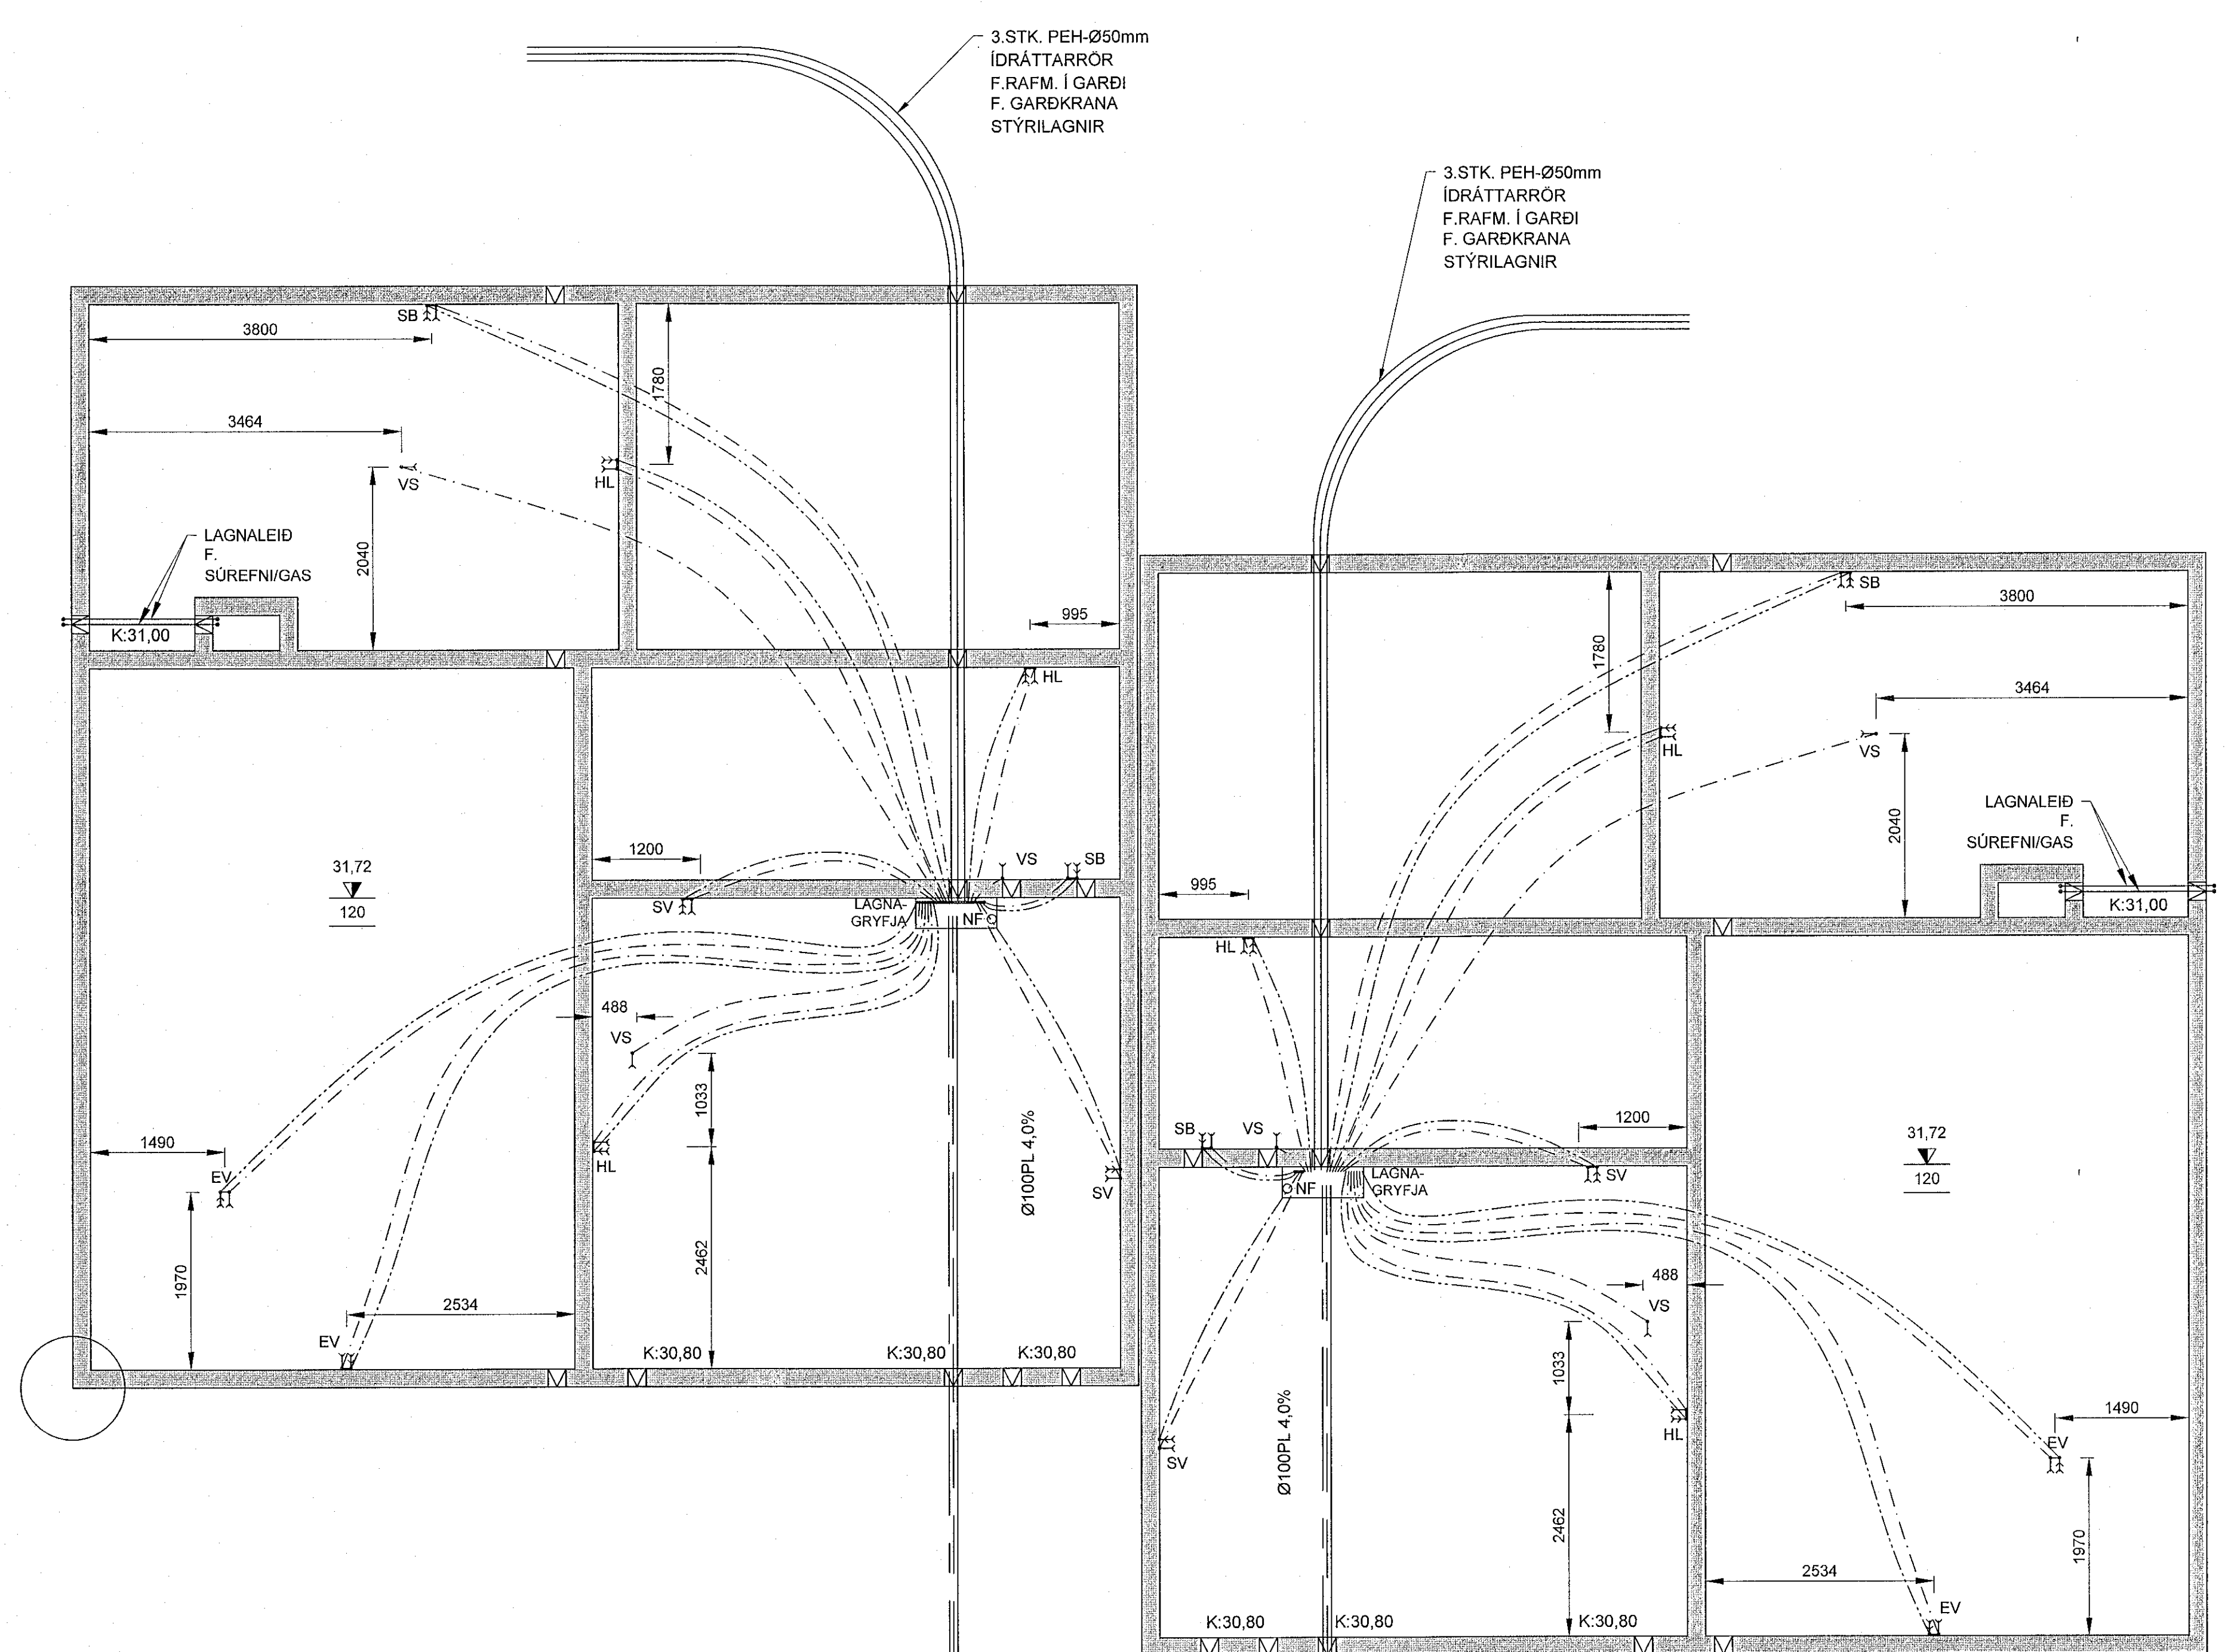 3.STK. PEH-Ø50mm
ÍDRÁTTARRÖR
F.RAFM. Í GARÐI
F. GARÐKRANA
STÝRILAGNIR
3.STK. PEH-Ø50mm
ÍDRÁTTARRÖR
F.RAFM. Í GARÐI
F. GARÐKRANA
STÝRILAGNIR
SB
3800
1780
3464
VS
HL
2040
LAGNALEIÐ
F.
SÚREFNI/GAS
K:31,00
995
HL
1200
VS
SB
31,72
120
SV
LAGNA-
GRYFJA
NF
488
VS
1033
1490
EV
HL
SV
Ø100PL 4,0%
2462
1970
2534
EV
K:30,80
K:30,80
K:30,80
SB
3800
1780
3464
HL
VS
2040
LAGNALEIÐ
F.
SÚREFNI/GAS
K:31,00
995
HL
SB
VS
1200
31,72
120
NF
LAGNA-
GRYFJA
SV
488
VS
1033
1490
EV
HL
SV
Ø100PL 4,0%
2462
1970
2534
EV
K:30,80
K:30,80
K:30,80